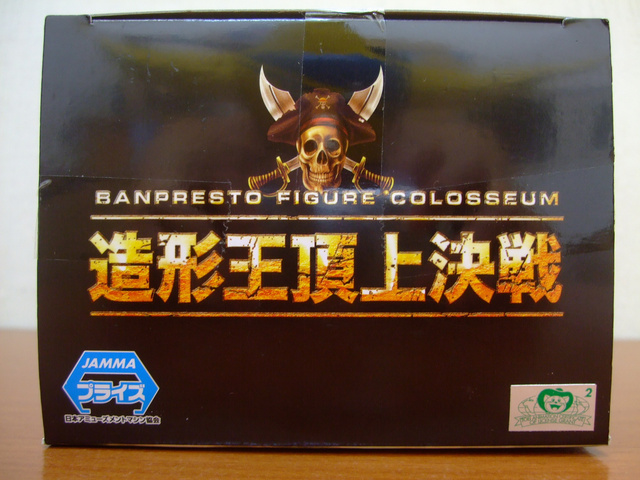 BANPRESTO FIGURE COLOSSEUM
造形王頂上決戦
JAMMA
プライズ
日本アミューズメントマシン協会
2